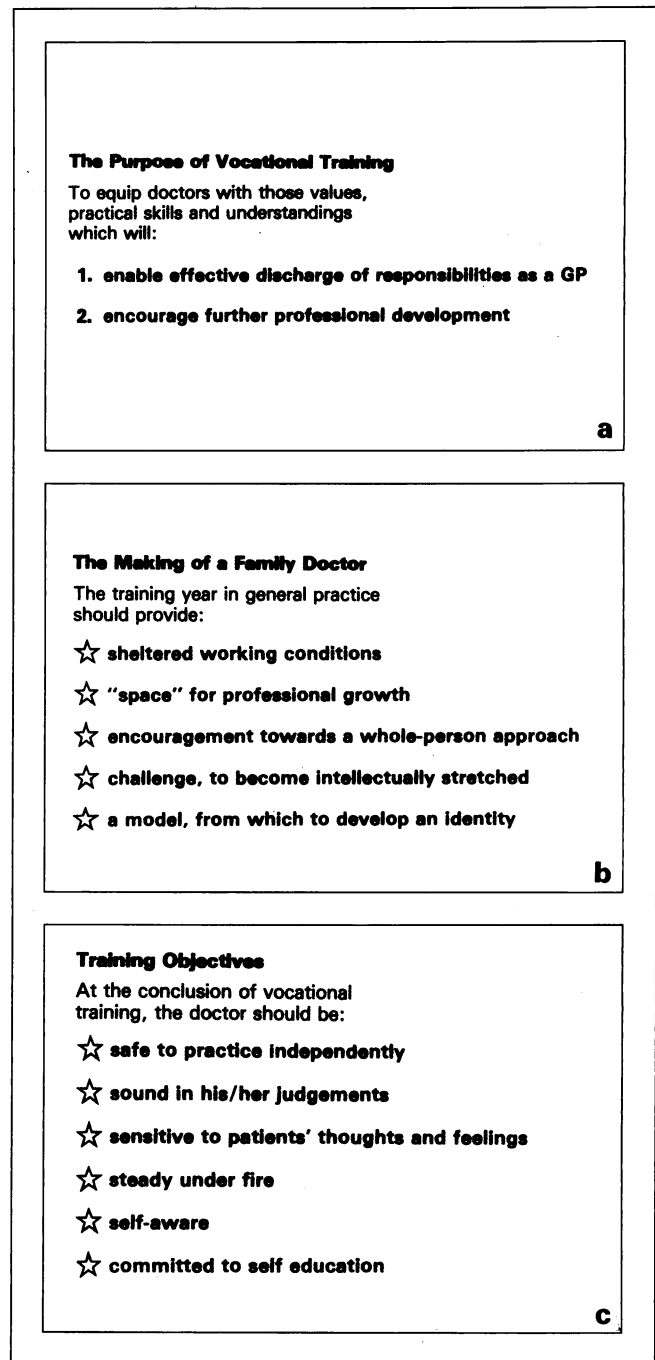 The Purpose of Vocational Training
To equip doctors with those values,
practical skills and understandings
which will:
1. enable effective discharge of responsibilities as a GP
2. encourage further professional development
a
The Making of a Family Doctor
The training year in general practice
should provide:
☆ sheltered working conditions
☆ "space" for professional growth
☆ encouragement towards a whole-person approach
☆ challenge, to become intellectually stretched
☆ a model, from which to develop an identity
b
Training Objectives
At the conclusion of vocational
training, the doctor should be:
☆ safe to practice independently
☆ sound in his/her judgements
☆ sensitive to patients' thoughts and feelings
☆ steady under fire
☆ self-aware
☆ committed to self education
c